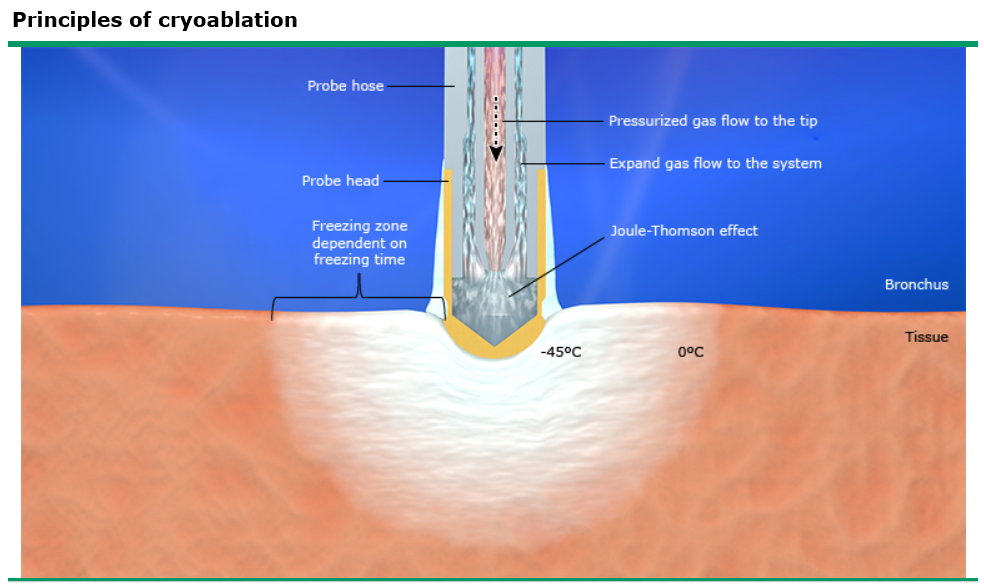 Principles of cryoablation
Probe hose
Pressurized gas flow to the tip
Expand gas flow to the system
Probe head
Freezing zone
dependent on
freezing time
Joule-Thomson effect
Bronchus
Tissue
-45ºC
0ºC